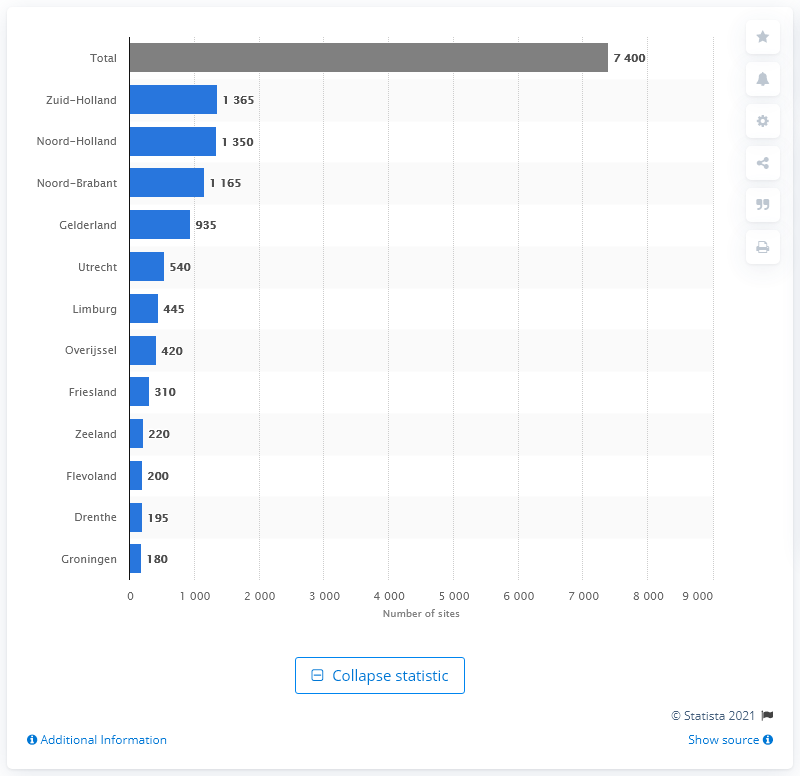 Total 7 400
Zuid-Holland 1 365
Noord-Holland 1 350
Noord-Brabant 1 165
Gelderland 935
Utrecht 540
Limburg 445
Overijssel 420
Friesland 310
Zeeland 220
Flevoland 200
Drenthe 195
Groningen 180
0 1 000 2 000 3 000 4 000 5 000 6 000 7 000 8 000 9 000
Number of sites
Collapse statistic
© Statista 2021
Additional Information
Show source